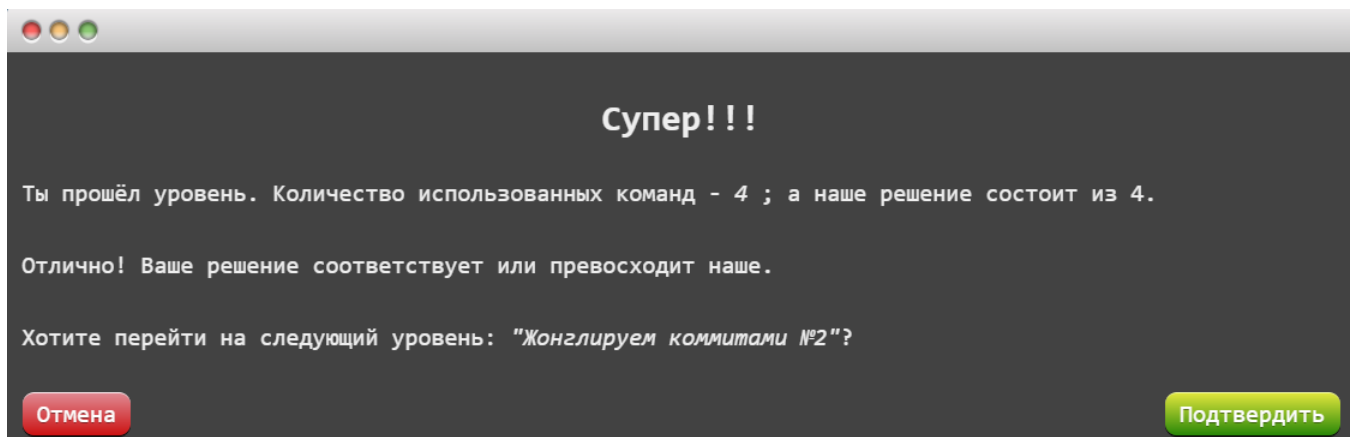 Супер!!!
Ты прошёл уровень. Количество использованных команд - 4 ; а наше решение состоит из 4.
Отлично! Ваше решение соответствует или превосходит наше.
Хотите перейти на следующий уровень: "Жонглируем коммитами №2"?
Отмена
Подтвердить